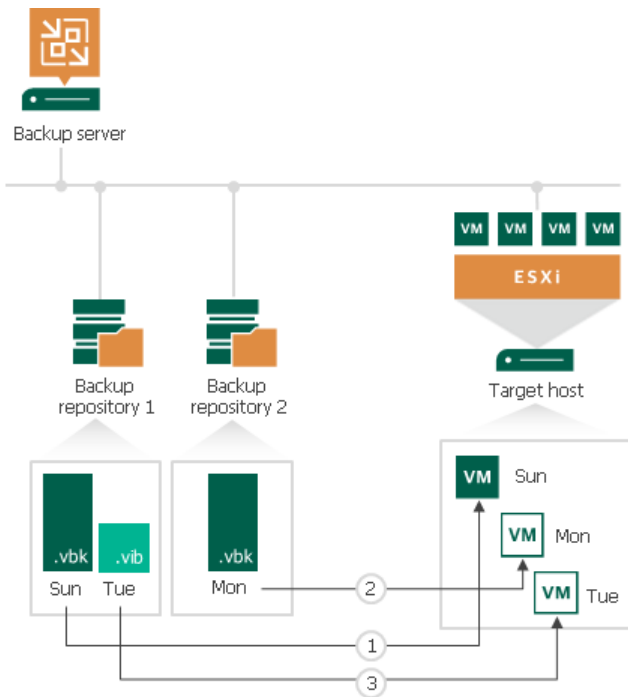 Backup server
VM VM VM VM
ESXi
Backup
repository 1
Backup
repository 2
Target host
.vbk
.vib
Sun
Tue
.vbk
Mon
VM Sun
VM Mon
VM Tue
2
1
3